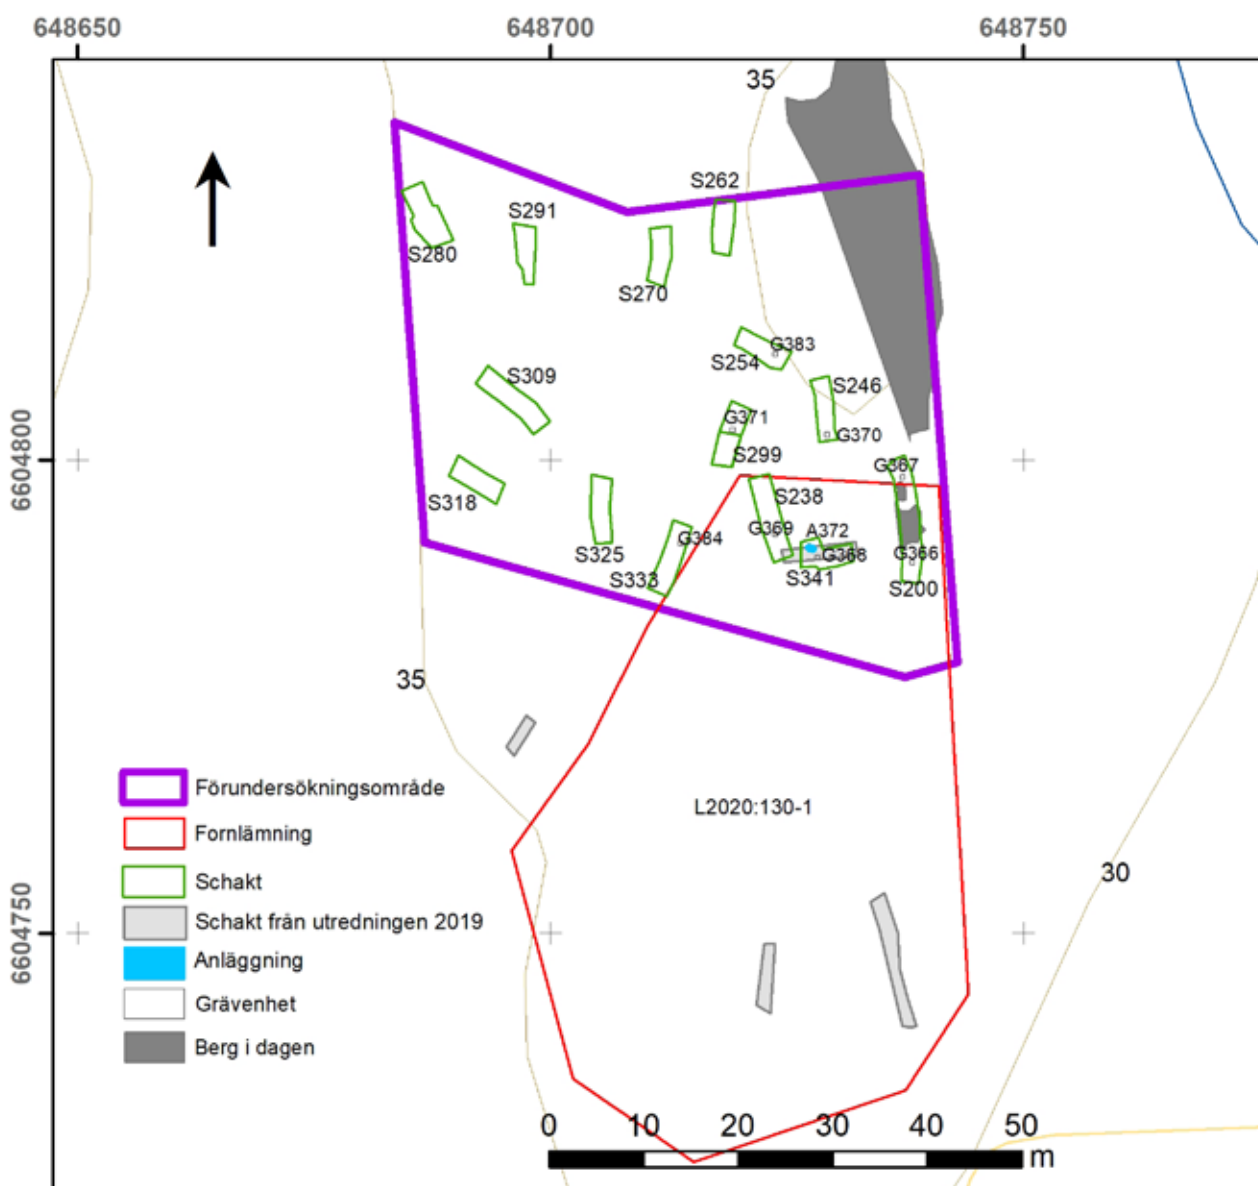 648650
648700
648750
35
S262
S291
S280
S270
G383
S254
S309
S246
G371
G370
S299
6604800
G367
S318
S238
G369
A372
G384
G368
S325
G366
S333
S341
S200
35
Förundersökningsområde
L2020:130-1
Fornlämning
30
Schakt
Schakt från utredningen 2019
6604750
Anläggning
Grävenhet
Berg i dagen
0 10 20 30 40 50
m